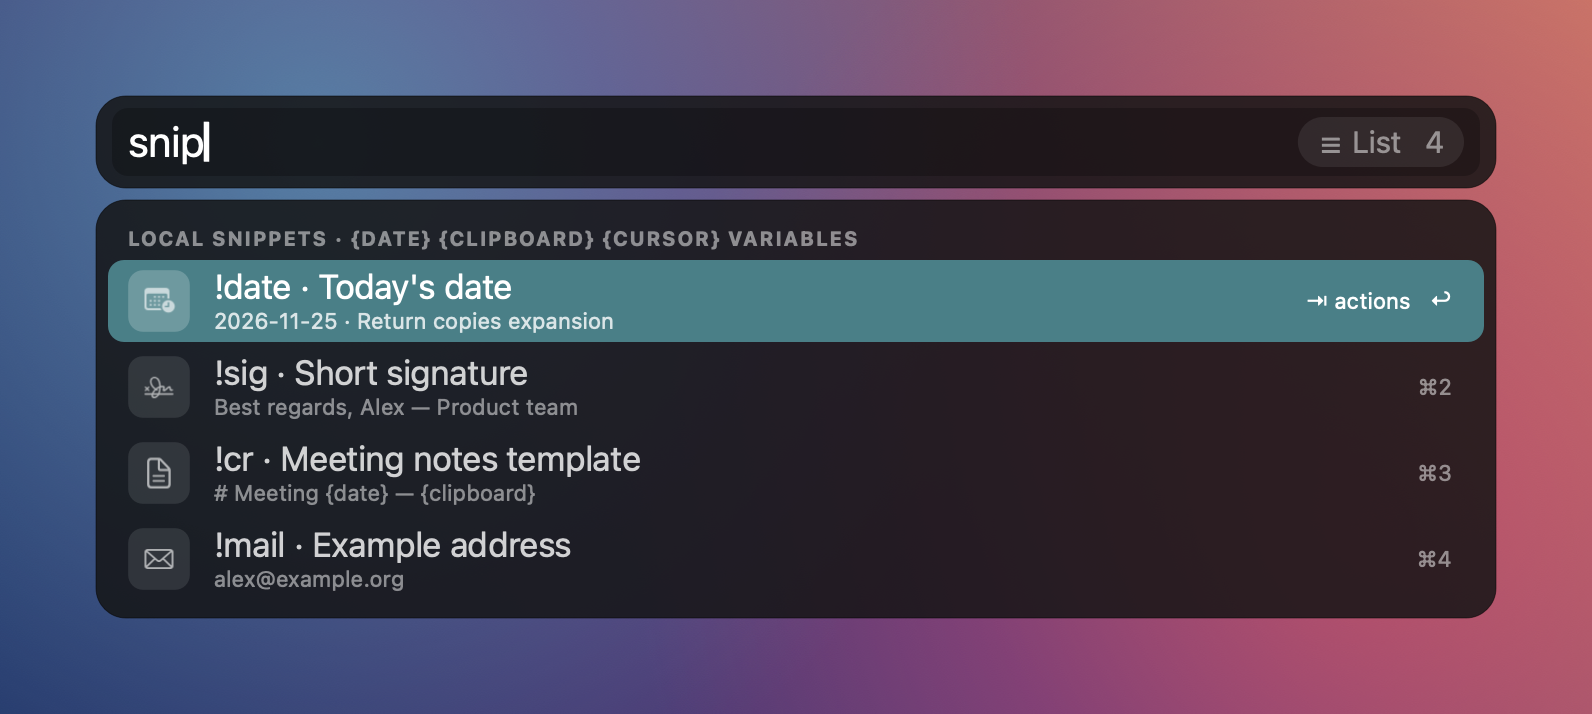 snip
≡ List 4
LOCAL SNIPPETS · {DATE} {CLIPBOARD} {CURSOR} VARIABLES
!date · Today's date
2026-11-25 · Return copies expansion
⇥ actions ↩
!sig · Short signature
Best regards, Alex — Product team
⌘2
!cr · Meeting notes template
# Meeting {date} — {clipboard}
⌘3
!mail · Example address
alex@example.org
⌘4